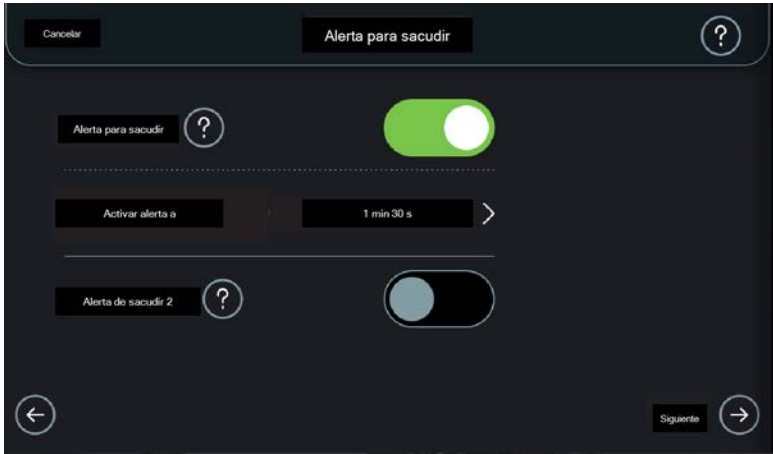 Cancelar
Alerta para sacudir
?
Alerta para sacudir
?
Activar alerta a
1 min 30 s
Alerta de sacudir 2
?
Siguiente